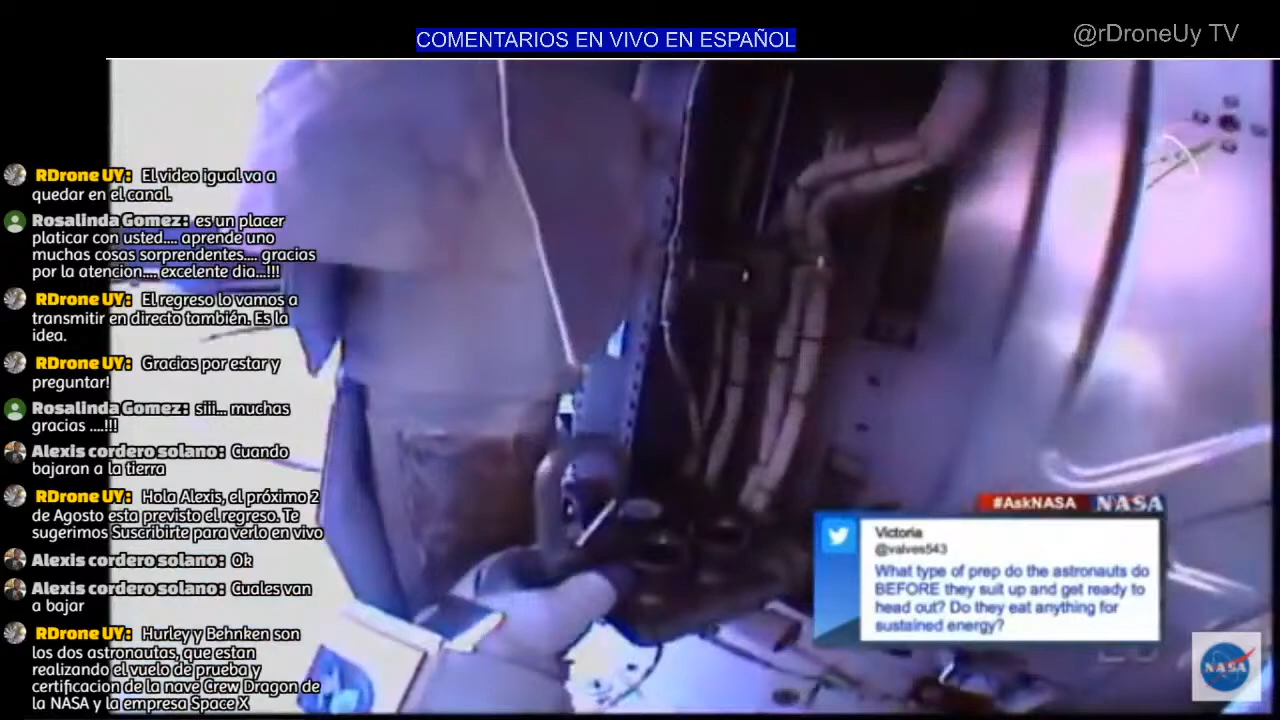 COMENTARIOS EN VIVO EN ESPAÑOL
@rDroneUy TV
RDrone UY: El video igual va a
quedar en el canal.
Rosalinda Gomez: es un placer
platicar con usted.... aprende uno
muchas cosas sorprendentes.... gracias
por la atencion.... excelente dia...!!!
RDrone UY: El regreso lo vamos a
transmitir en directo también. Es la
idea.
RDrone UY: Gracias por estar y
preguntar!
Rosalinda Gomez: siii... muchas
gracias ....!!!
Alexis cordero solano: Cuando
bajaran a la tierra
RDrone UY: Hola Alexis, el próximo 2
de Agosto esta previsto el regreso. Te
sugerimos Suscribirte para verlo en vivo
Alexis cordero solano: Ok
Alexis cordero solano: Cuales van
a bajar
RDrone UY: Hurley y Behnken son
los dos astronautas, que estan
realizando el vuelo de prueba y
certificacion de la nave Crew Dragon de
la NASA y la empresa Space X
#AskNASA NASA
Victoria
@valves543
What type of prep do the astronauts do
BEFORE they suit up and get ready to
head out? Do they eat anything for
sustained energy?
NASA